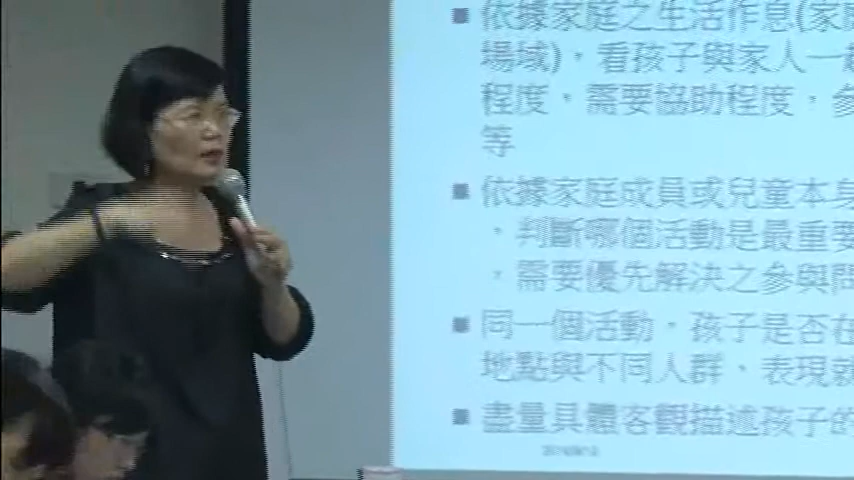 依據家庭之生活作息(家
場域)，看孩子與家人一
程度，需要協助程度，
等
依據家庭成員或兒童本身
，判斷哪個活動是最重要
，需要優先解決之參與問
同一個活動，孩子是否在
地點與不同人群、表現
盡量具體客觀描述孩子的